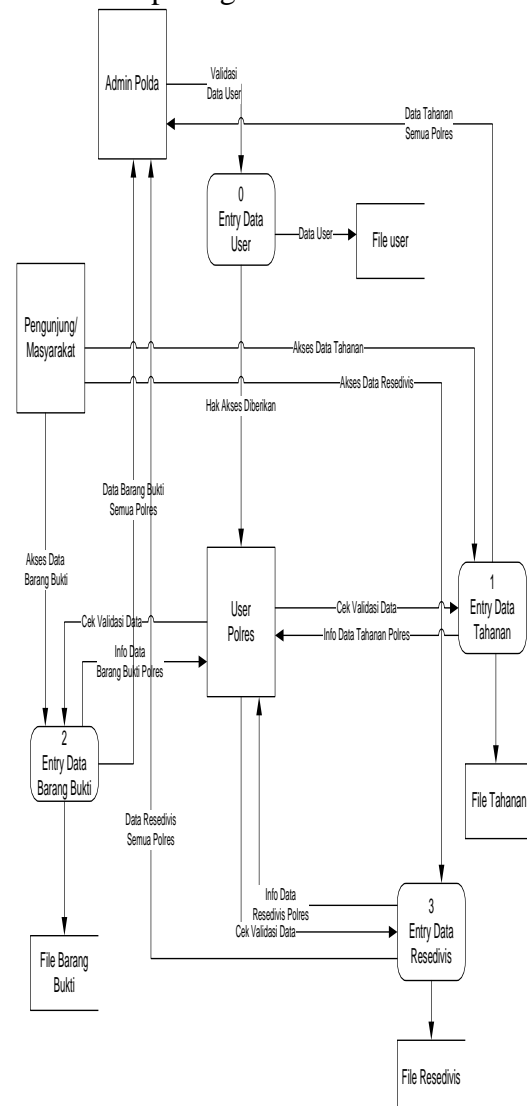 Admin Polda
Validasi
Data User
Data Tahanan
Semua Polres
0
Entry Data
User
Data User
File user
Pengunjung/
Masyarakat
Akses Data Tahanan
Akses Data Resedivis
Hak Akses Diberikan
Data Barang Bukti
Semua Polres
Akses Data
Barang Bukti
User
Polres
Cek Validasi Data
Info Data Tahanan Polres
1
Entry Data
Tahanan
Cek Validasi Data
Info Data
Barang Bukti Polres
2
Entry Data
Barang Bukti
File Tahanan
Data Resedivis
Semua Polres
Info Data
Resedivis Polres
Cek Validasi Data
3
Entry Data
Resedivis
File Barang
Bukti
File Resedivis